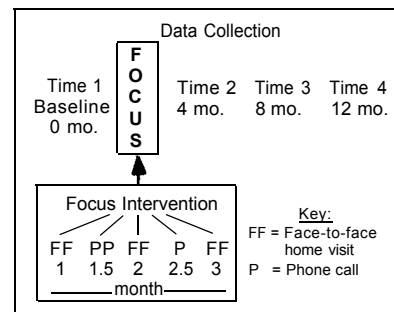 Data Collection
F
O
C
U
S
Time 1
Baseline
0 mo.
Time 2
4 mo.
Time 3
8 mo.
Time 4
12 mo.
Focus Intervention
FF PP FF P FF
1 1.5 2 2.5 3
month
Key:
FF = Face-to-face
home visit
P = Phone call